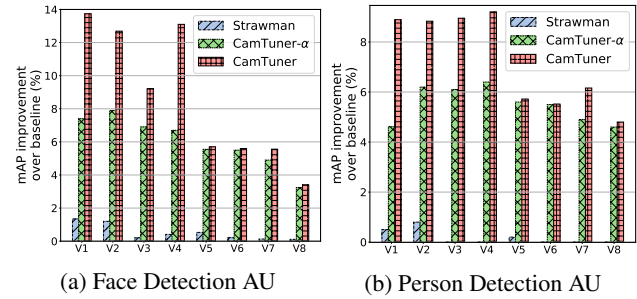 14
12
10
8
6
4
2
0
mAP improvement
over baseline (%)
Strawman
CamTuner-α
CamTuner
V1 V2 V3 V4 V5 V6 V7 V8
(a) Face Detection AU
8
6
4
2
0
mAP improvement
over baseline (%)
Strawman
CamTuner-α
CamTuner
V1 V2 V3 V4 V5 V6 V7 V8
(b) Person Detection AU